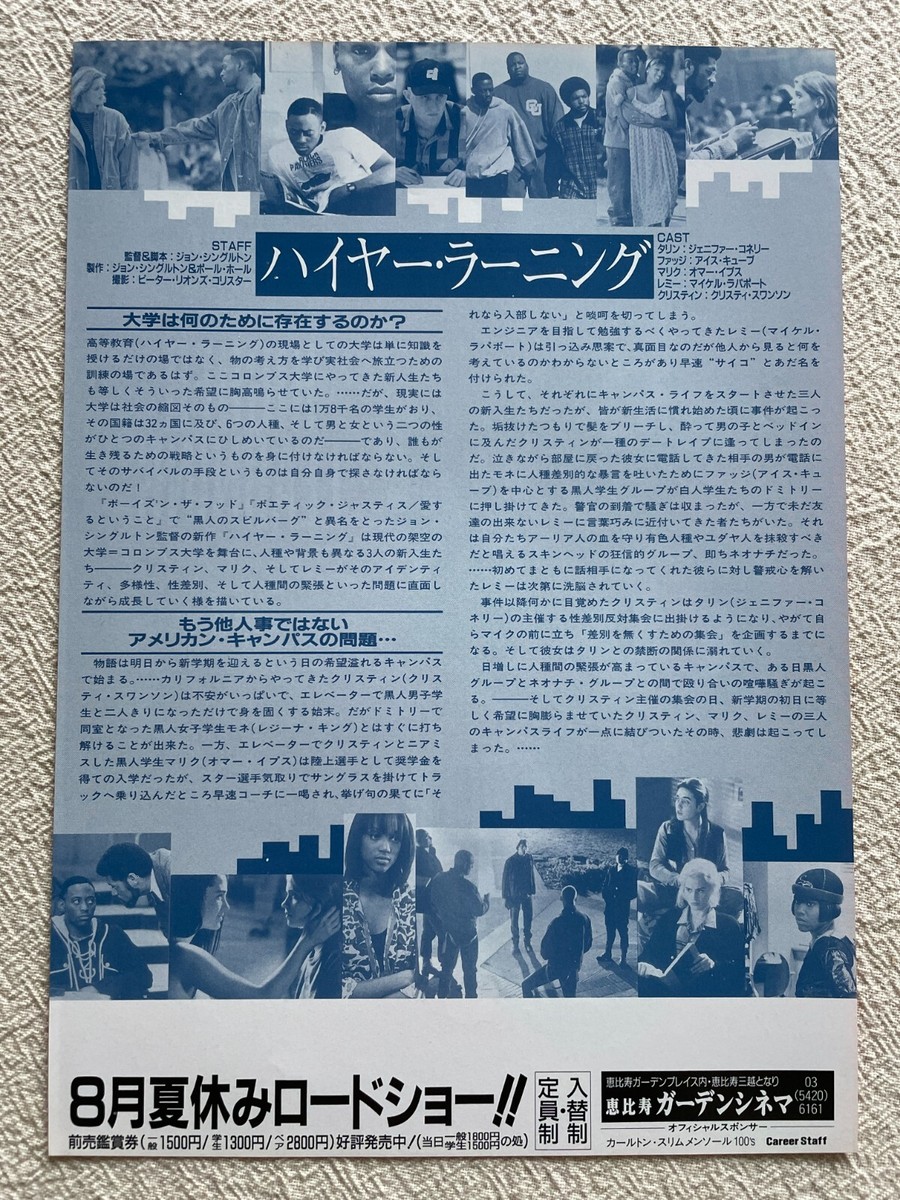 STAFF
監督&脚本：ジョン・シングルトン
製作：ジョン・シングルトン&ポール・ホール
撮影：ピーター・リオンズ・コリスター
ハイヤー・ラーニング
CAST
タリン：ジェニファー・コネリー
ファッジ：アイス・キューブ
マリク：オマー・イプス
レミー：マイケル・ラパポート
クリスティン：クリスティ・スワンソン
大学は何のために存在するのか？
高等教育(ハイヤー・ラーニング)の現場としての大学は単に知識を
授けるだけの場ではなく、物の考え方を学び実社会へ旅立つための
訓練の場であるはず。ここコロンブス大学にやってきた新入生たち
も等しくそういった希望に胸高鳴らせていた。……だが、現実には
大学は社会の縮図そのもの―――ここには1万8千名の学生がおり、
その国籍は32ヵ国に及び、6つの人種、そして男と女という二つの性
がひとつのキャンパスにひしめいているのだ―――であり、誰もが
生き残るための戦略というものを身に付けなければならない。そし
てそのサバイバルの手段というものは自分自身で探さなければなら
ないのだ！
『ボーイズ'ン・ザ・フッド』『ポエティック・ジャスティス／愛す
るということ』で“黒人のスピルバーグ”と異名をとったジョン・
シングルトン監督の新作『ハイヤー・ラーニング』は現代の架空の
大学＝コロンブス大学を舞台に、人種や背景も異なる3人の新入生た
ち―――クリスティン、マリク、そしてレミーがそのアイデンティ
ティ、多様性、性差別、そして人種間の緊張といった問題に直面し
ながら成長していく様を描いている。
もう他人事ではない
アメリカン・キャンパスの問題…
物語は明日から新学期を迎えるという日の希望溢れるキャンパス
で始まる。……カリフォルニアからやってきたクリスティン(クリス
ティ・スワンソン)は不安がいっぱいで、エレベーターで黒人男子学
生と二人きりになっただけで身を固くする始末。だがドミトリーで
同室となった黒人女子学生モネ(レジーナ・キング)とはすぐに打ち
解けることが出来た。一方、エレベーターでクリスティンとニアミ
スした黒人学生マリク(オマー・イプス)は陸上選手として奨学金を
得ての入学だったが、スター選手気取りでサングラスを掛けてトラ
ックへ乗り込んだところ早速コーチに一喝され、挙げ句の果てに「そ
れなら入部しない」と啖呵を切ってしまう。
エンジニアを目指して勉強するべくやってきたレミー(マイケル・
ラパポート)は引っ込み思案で、真面目なのだが他人から見ると何を
考えているのかわからないところがあり早速“サイコ”とあだ名を
付けられた。
こうして、それぞれにキャンパス・ライフをスタートさせた三人
の新入生たちだったが、皆が新生活に慣れ始めた頃に事件が起こっ
た。垢抜けたつもりで髪をブリーチし、酔って男の子とベッドイン
に及んだクリスティンが一種のデートレイプに逢ってしまったの
だ。泣きながら部屋に戻った彼女に電話してきた相手の男が電話に
出たモネに人種差別的な暴言を吐いたためにファッジ(アイス・キュ
ーブ)を中心とする黒人学生グループが白人学生たちのドミトリー
に押し掛けてきた。警官の到着で騒ぎは収まったが、一方で未だ友
達の出来ないレミーに言葉巧みに近付いてきた者たちがいた。それ
は自分たちアーリア人の血を守り有色人種やユダヤ人を抹殺すべき
だと唱えるスキンヘッドの狂信的グループ、即ちネオナチだった。
……初めてまともに話相手になってくれた彼らに対し警戒心を解い
たレミーは次第に洗脳されていく。
事件以降何かに目覚めたクリスティンはタリン(ジェニファー・コ
ネリー)の主催する性差別反対集会に出掛けるようになり、やがて自
らマイクの前に立ち「差別を無くすための集会」を企画するまでに
なる。そして彼女はタリンとの禁断の関係に溺れていく。
日増しに人種間の緊張が高まっているキャンパスで、ある日黒人
グループとネオナチ・グループとの間で殴り合いの喧嘩騒ぎが起こ
る。―――そしてクリスティン主催の集会の日、新学期の初日に等
しく希望に胸膨らませていたクリスティン、マリク、レミーの三人
のキャンパスライフが一点に結びついたその時、悲劇は起こってし
まった。……
8月夏休みロードショー!!
前売鑑賞券(一般1500円/学生1300円/ペア2800円)好評発売中/(当日一般1800円学生1600円の処)
定員・入替制制
恵比寿ガーデンプレイス内・恵比寿三越となり
恵比寿ガーデンシネマ
03
(5420)
6161
オフィシャルスポンサー
カールトン・スリムメンソール100's Career Staff